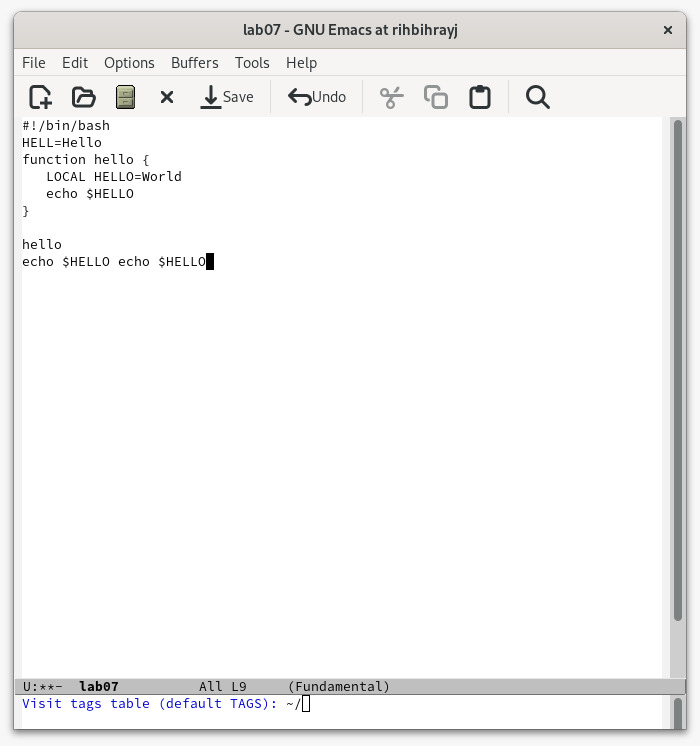 lab07 - GNU Emacs at rihbihrayj
File Edit Options Buffers Tools Help
Save Undo
#!/bin/bash
HELL=Hello
function hello {
   LOCAL HELLO=World
   echo $HELLO
}
hello
echo $HELLO echo $HELLO
U:**-  lab07          All L9     (Fundamental)
Visit tags table (default TAGS): ~/